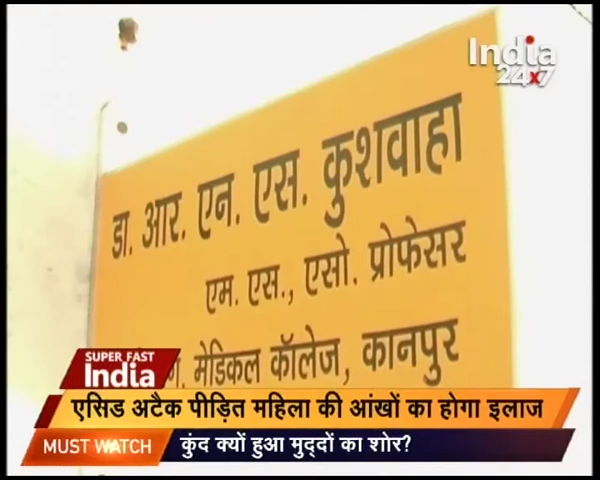 India
24x7
डा. आर. एन. एस. कुशवाहा
एम. एस., एसो. प्रोफेसर
मेडिकल कॉलेज, कानपुर
SUPER FAST
India
एसिड अटैक पीड़ित महिला की आंखों का होगा इलाज
MUST WATCH
कुंद क्यों हुआ मुद्दों का शोर?